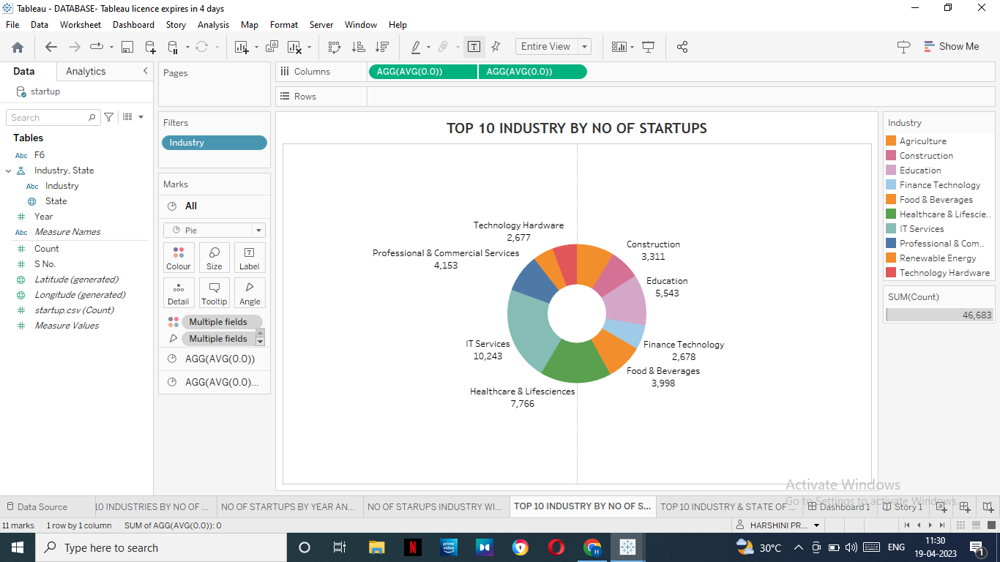 Tableau - DATABASE- Tableau licence expires in 4 days
File Data Worksheet Dashboard Story Analysis Map Format Server Window Help
Entire View
Show Me
Data Analytics
startup
Search
Tables
Abc F6
Industry, State
Abc Industry
State
Year
Abc Measure Names
Count
S No.
Latitude (generated)
Longitude (generated)
startup.csv (Count)
Measure Values
Pages
Filters
Industry
Marks
All
Pie
Colour Size Label
Detail Tooltip Angle
Multiple fields
Multiple fields
AGG(AVG(0.0))
AGG(AVG(0.0)...
Columns AGG(AVG(0.0)) AGG(AVG(0.0))
Rows
TOP 10 INDUSTRY BY NO OF STARTUPS
Technology Hardware
2,677
Professional & Commercial Services
4,153
Construction
3,311
Education
5,543
IT Services
10,243
Finance Technology
2,678
Food & Beverages
3,998
Healthcare & Lifesciences
7,766
Industry
Agriculture
Construction
Education
Finance Technology
Food & Beverages
Healthcare & Lifescie..
IT Services
Professional & Com..
Renewable Energy
Technology Hardware
SUM(Count)
46,683
Activate Windows
Go to Settings to activate Windows.
Data Source 10 INDUSTRIES BY NO OF ... NO OF STARTUPS BY YEAR AN... NO OF STARUPS INDUSTRY WI... TOP 10 INDUSTRY BY NO OF S... TOP 10 INDUSTRY & STATE OF ... Dashboard 1 Story 1
11 marks 1 row by 1 column SUM of AGG(AVG(0.0)): 0
HARSHINI PR...
Type here to search
N
prime video
H
30°C
ENG
11:30
19-04-2023
1